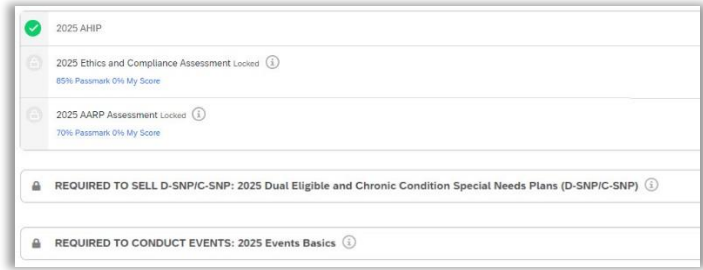 2025 AHIP
2025 Ethics and Compliance Assessment Locked
85% Passmark 0% My Score
2025 AARP Assessment Locked
70% Passmark 0% My Score
REQUIRED TO SELL D-SNP/C-SNP: 2025 Dual Eligible and Chronic Condition Special Needs Plans (D-SNP/C-SNP)
REQUIRED TO CONDUCT EVENTS: 2025 Events Basics